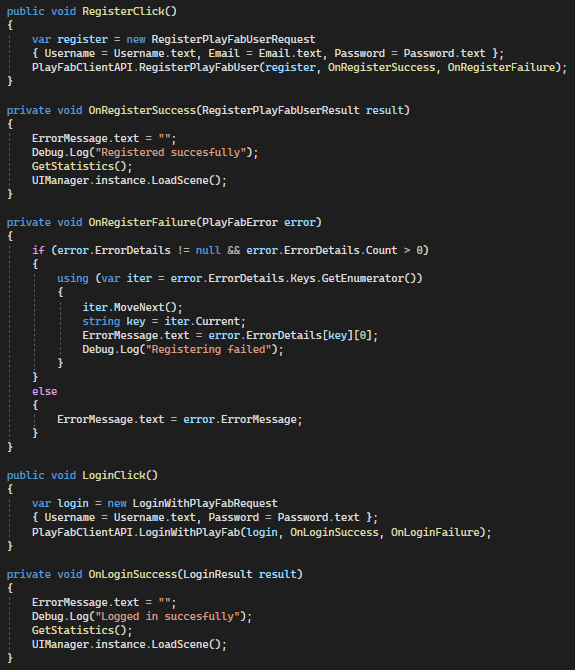 public void RegisterClick()
{
var register = new RegisterPlayFabUserRequest
{ Username = Username.text, Email = Email.text, Password = Password.text };
PlayFabClientAPI.RegisterPlayFabUser(register, OnRegisterSuccess, OnRegisterFailure);
}
private void OnRegisterSuccess(RegisterPlayFabUserResult result)
{
ErrorMessage.text = "";
Debug.Log("Registered succesfully");
GetStatistics();
UIManager.instance.LoadScene();
}
private void OnRegisterFailure(PlayFabError error)
{
if (error.ErrorDetails != null && error.ErrorDetails.Count > 0)
{
using (var iter = error.ErrorDetails.Keys.GetEnumerator())
{
iter.MoveNext();
string key = iter.Current;
ErrorMessage.text = error.ErrorDetails[key][0];
Debug.Log("Registering failed");
}
}
else
{
ErrorMessage.text = error.ErrorMessage;
}
}
public void LoginClick()
{
var login = new LoginWithPlayFabRequest
{ Username = Username.text, Password = Password.text };
PlayFabClientAPI.LoginWithPlayFab(login, OnLoginSuccess, OnLoginFailure);
}
private void OnLoginSuccess(LoginResult result)
{
ErrorMessage.text = "";
Debug.Log("Logged in succesfully");
GetStatistics();
UIManager.instance.LoadScene();
}